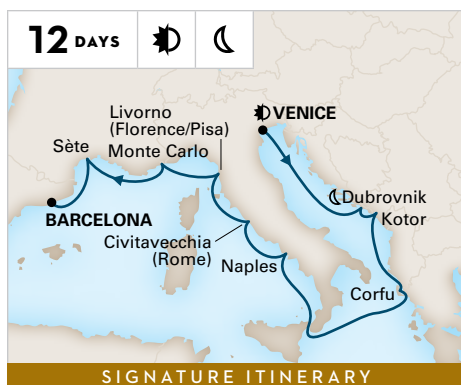 12 DAYS
Livorno
(Florence/Pisa)
VENICE
Sète
Monte Carlo
Dubrovnik
Kotor
BARCELONA
Civitavecchia
(Rome)
Naples
Corfu
SIGNATURE ITINERARY